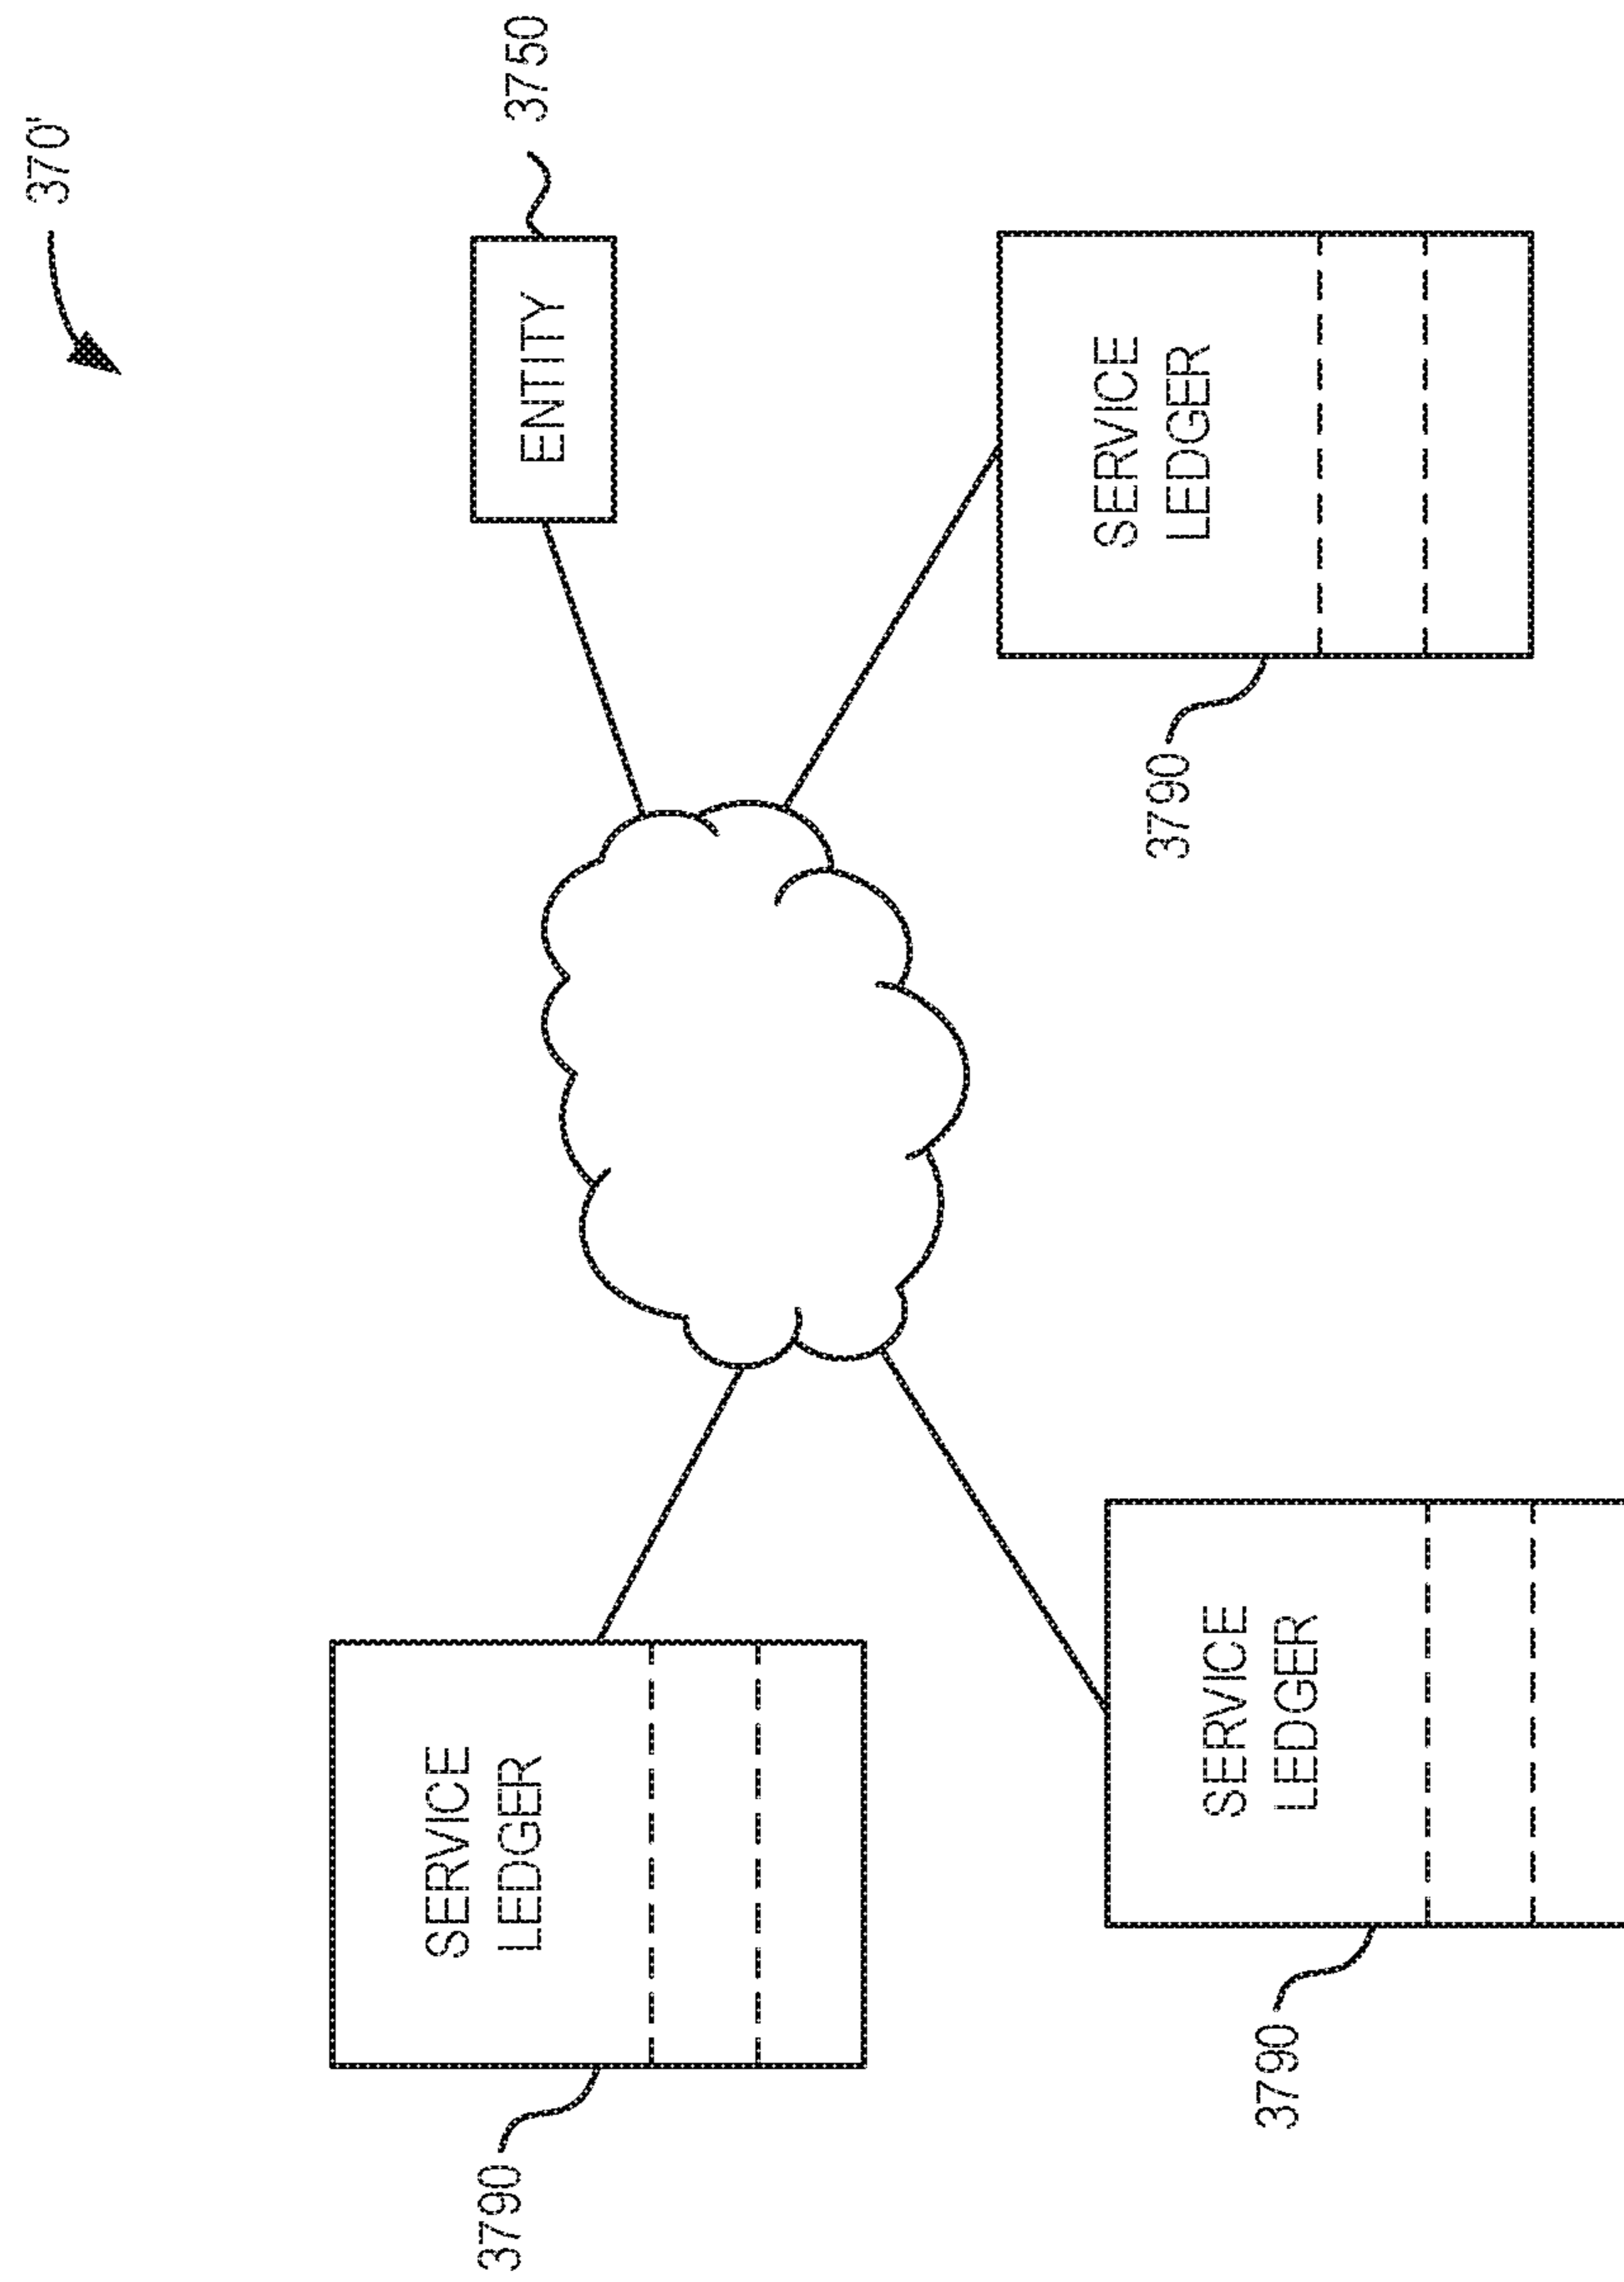 370'
ENTITY
3750
SERVICE
LEDGER
3790
SERVICE
LEDGER
3790
SERVICE
LEDGER
3790